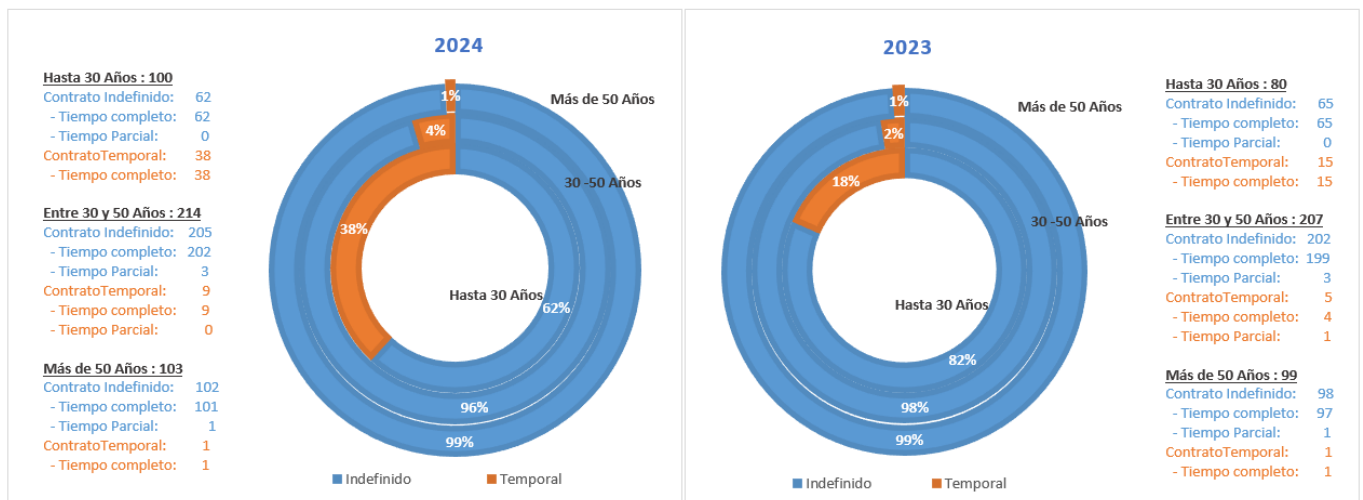 2024
Hasta 30 Años : 100
Contrato Indefinido: 62
- Tiempo completo: 62
- Tiempo Parcial: 0
ContratoTemporal: 38
- Tiempo completo: 38
Entre 30 y 50 Años : 214
Contrato Indefinido: 205
- Tiempo completo: 202
- Tiempo Parcial: 3
ContratoTemporal: 9
- Tiempo completo: 9
- Tiempo Parcial: 0
Más de 50 Años : 103
Contrato Indefinido: 102
- Tiempo completo: 101
- Tiempo Parcial: 1
ContratoTemporal: 1
- Tiempo completo: 1
1%
Más de 50 Años
4%
30 -50 Años
38%
Hasta 30 Años
62%
96%
99%
Indefinido
Temporal
2023
1%
Más de 50 Años
2%
18%
30 -50 Años
Hasta 30 Años
82%
98%
99%
Indefinido
Temporal
Hasta 30 Años : 80
Contrato Indefinido: 65
- Tiempo completo: 65
- Tiempo Parcial: 0
ContratoTemporal: 15
- Tiempo completo: 15
Entre 30 y 50 Años : 207
Contrato Indefinido: 202
- Tiempo completo: 199
- Tiempo Parcial: 3
ContratoTemporal: 5
- Tiempo completo: 4
- Tiempo Parcial: 1
Más de 50 Años : 99
Contrato Indefinido: 98
- Tiempo completo: 97
- Tiempo Parcial: 1
ContratoTemporal: 1
- Tiempo completo: 1